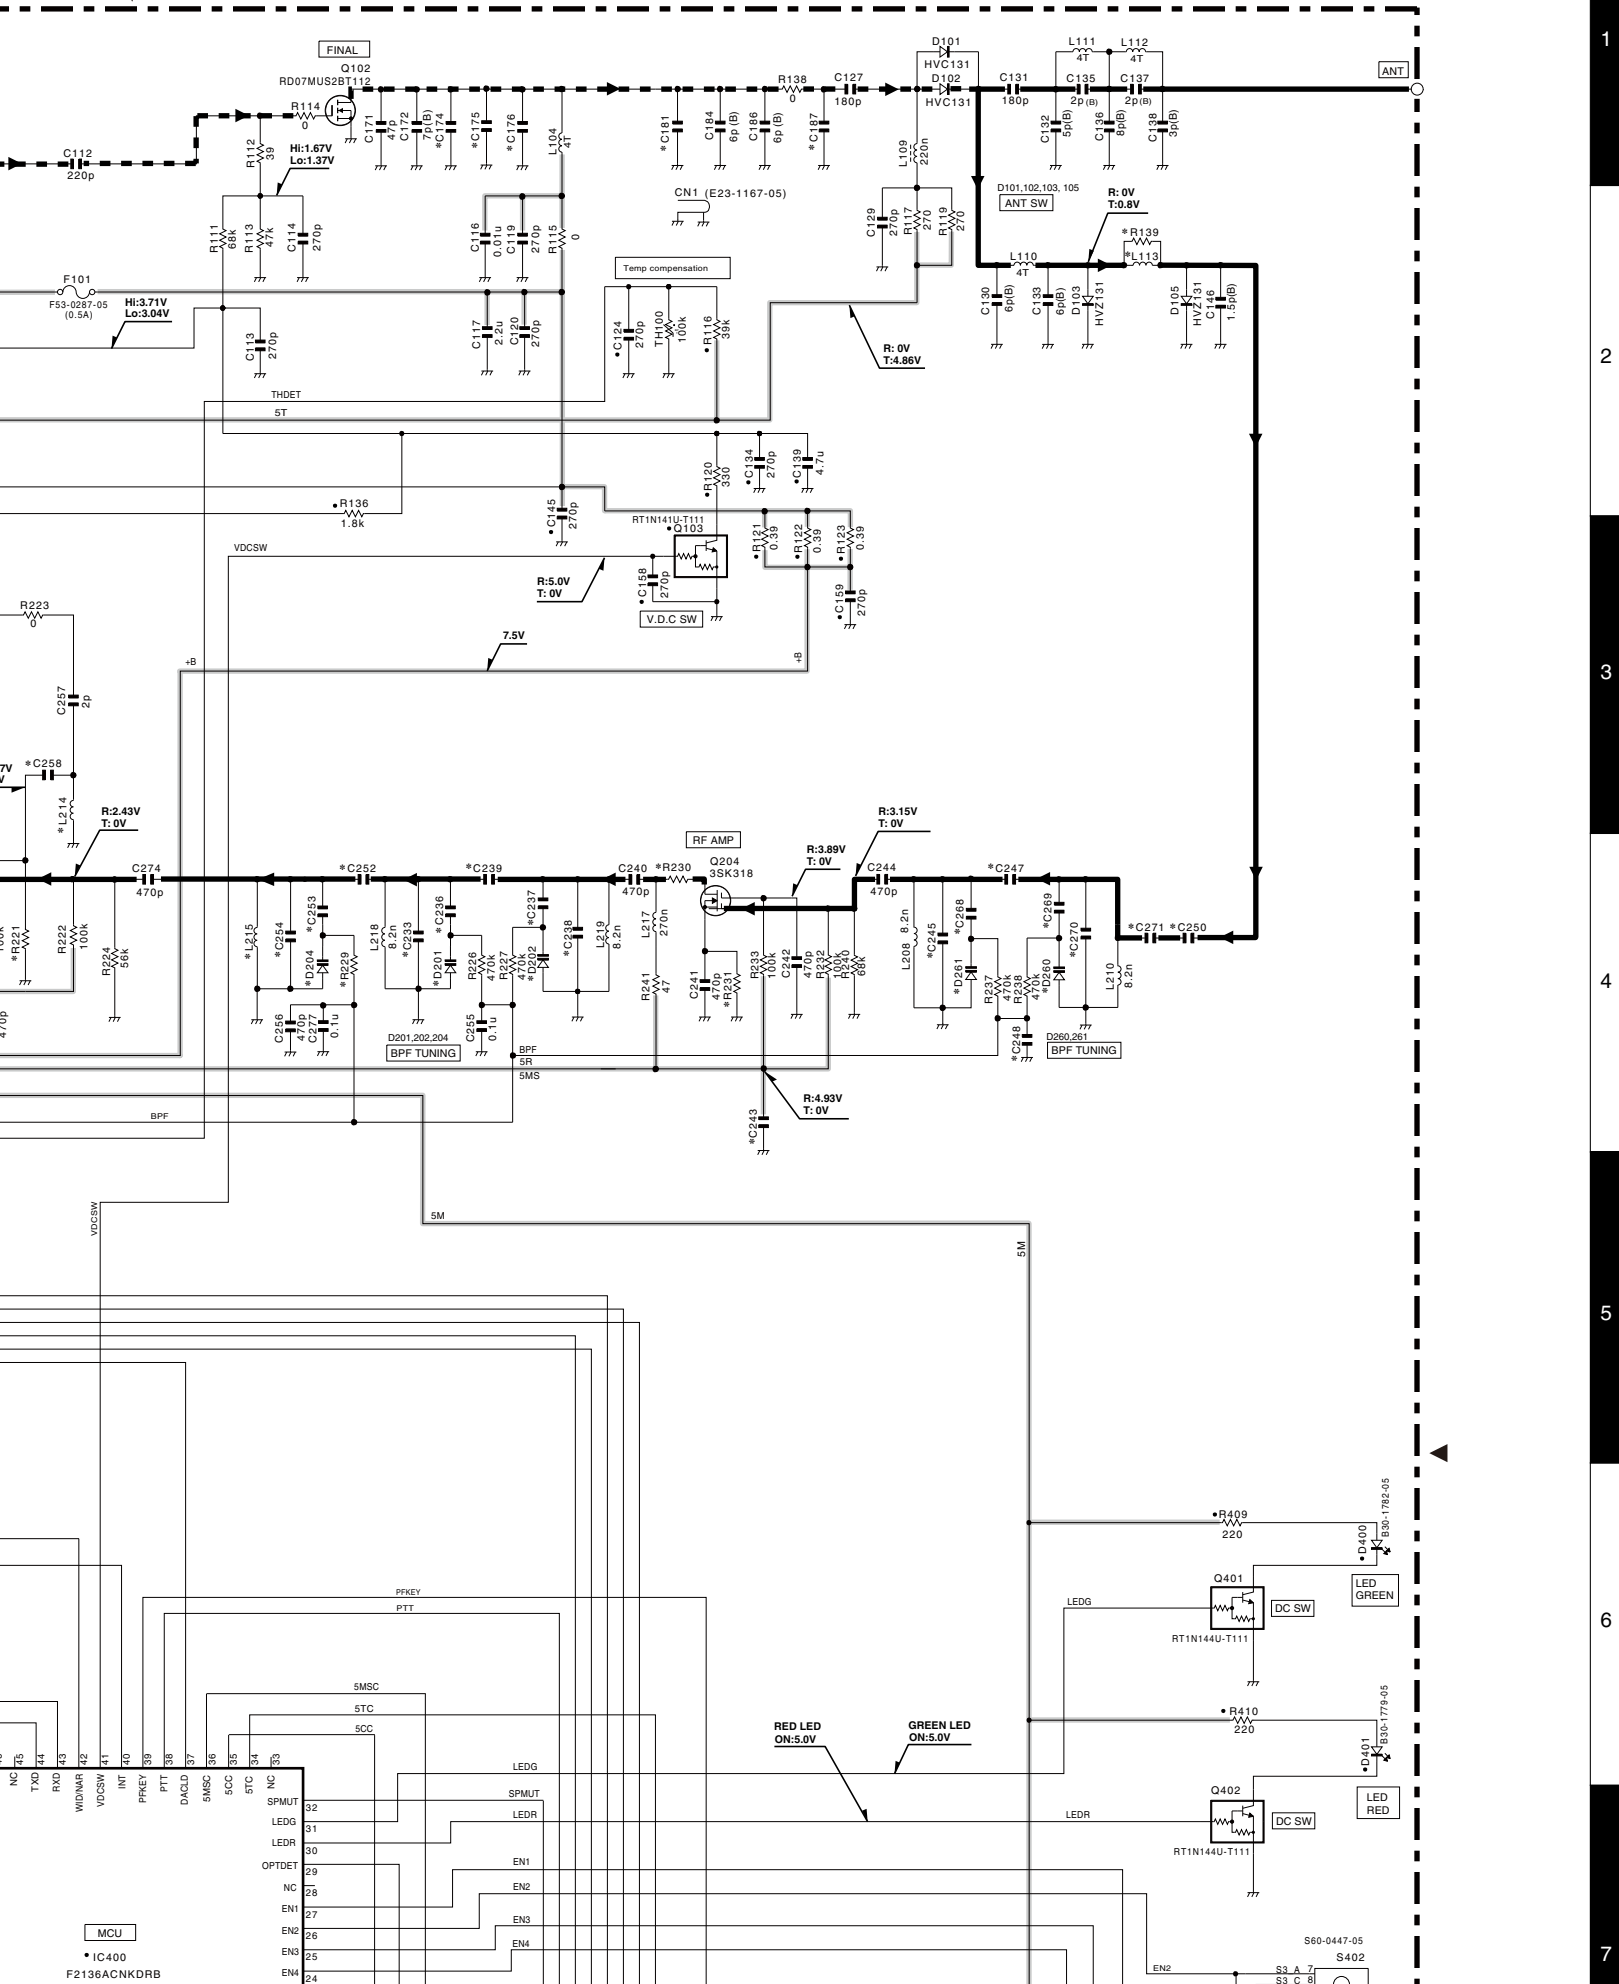 FINAL
Q102
RD07MUS2BT112
R114
0
C112
220p
R112
39
Hi:1.67V
Lo:1.37V
C171
47p
C172
7p(B)
*C174
*C175
*C176
L104
4T
*C181
C184
6p(B)
C186
6p(B)
R138
0
*C187
C127
180p
D101
HVC131
D102
HVC131
C131
180p
L111
4T
L112
4T
C135
2p(B)
C137
2p(B)
C132
5p(B)
C136
8p(B)
C138
3p(B)
ANT
1
L109
220n
CN1 (E23-1167-05)
D101,102,103, 105
ANT SW
R: 0V
T:0.8V
R111
68k
R113
47k
C114
270p
C116
0.01u
C119
270p
R115
0
C129
270p
R117
270
R119
270
*R139
*L113
L110
4T
C130
6p(B)
C133
6p(B)
D103
HVZ131
D105
HVZ131
C146
1.5p(B)
Temp compensation
F101
F53-0287-05
(0.5A)
Hi:3.71V
Lo:3.04V
C113
270p
C117
2.2u
C120
270p
•C124
270p
TH100
100k
•R116
39k
R: 0V
T:4.86V
2
THDET
5T
•R120
330
•C134
270p
•C139
4.7u
•R136
1.8k
•C145
270p
RT1N141U-T111
•Q103
•R121
0.39
•R122
0.39
•R123
0.39
VDCSW
R:5.0V
T: 0V
•C158
270p
V.D.C SW
•C159
270p
R223
0
7.5V
+B
+B
3
C257
2p
7V
V
*C258
*L214
R:2.43V
T: 0V
C274
470p
*C252
*C239
C240
470p
*R230
RF AMP
Q204
3SK318
R:3.89V
T: 0V
R:3.15V
T: 0V
C244
470p
*C247
100k
*R221
R222
100k
R224
56k
*L215
*C254
*C253
*D204
*R229
L218
8.2n
*C233
*C236
*D201
R226
470k
R227
470k
*C237
*D202
*C238
L219
8.2n
L217
270n
R241
47
C241
470p
*R231
R233
100k
C242
470p
R232
100k
R240
68k
L208
8.2n
*C245
*C268
*D261
R237
470k
R238
470k
*C269
*D260
*C270
L210
8.2n
*C271
*C250
4
470p
C256
470p
C277
0.1u
D201,202,204
BPF TUNING
C255
0.1u
BPF
5R
5MS
*C248
D260,261
BPF TUNING
R:4.93V
T: 0V
*C243
BPF
VDCSW
5M
5M
5
•R409
220
•D400
B30-1782-05
LED
GREEN
Q401
DC SW
RT1N144U-T111
LEDG
6
PFKEY
PTT
5MSC
5TC
5CC
•R410
220
•D401
B30-1779-05
LED
RED
RED LED
ON:5.0V
GREEN LED
ON:5.0V
Q402
DC SW
RT1N144U-T111
NC
45
TXD
44
RXD
43
WID/NAR
42
VDCSW
41
INT
40
PFKEY
39
PTT
38
DACLD
37
5MSC
36
5CC
35
5TC
34
NC
33
LEDG
SPMUT
LEDR
LEDR
SPMUT
32
LEDG
31
LEDR
30
OPTDET
29
NC
28
EN1
27
EN2
26
EN3
25
EN4
24
EN1
EN2
EN3
EN4
MCU
•IC400
F2136ACNKDRB
S60-0447-05
S402
EN2
S3 A 7
S3 C 8
7